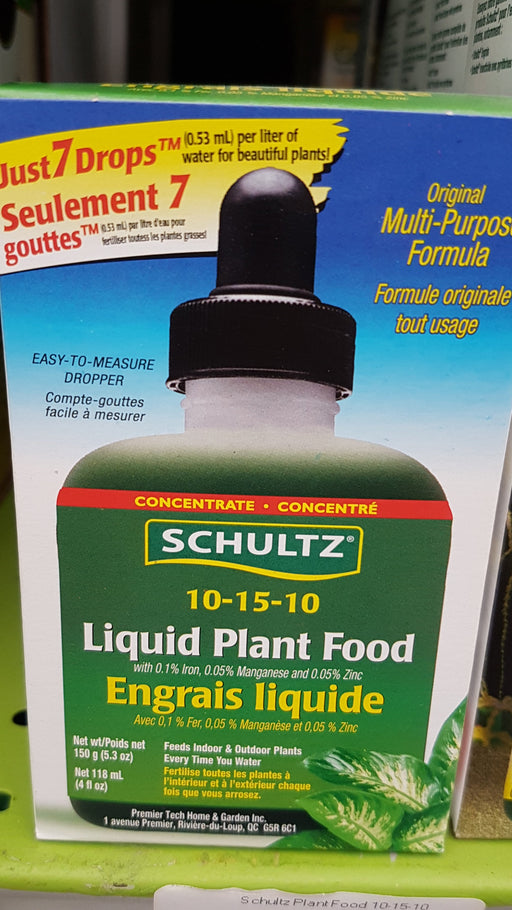 Engrais liquide
Just 7 Drops™ (0.53 mL) per liter of
water for beautiful plants!
Seulement 7
gouttes™ (0.53 ml) par litre d'eau pour
fertiliser toutess les plantes grasses!
Original
Multi-Purpos
Formula
Formule originale
tout usage
EASY-TO-MEASURE
DROPPER
Compte-gouttes
facile à mesurer
CONCENTRATE • CONCENTRÉ
SCHULTZ®
10-15-10
Liquid Plant Food
with 0.1% Iron, 0.05% Manganese and 0.05% Zinc
Engrais liquide
Avec 0,1 % Fer, 0,05 % Manganèse et 0,05 % Zinc
Net wt/Poids net
150 g (5.3 oz)
Net 118 mL
(4 fl oz)
Feeds Indoor & Outdoor Plants
Every Time You Water
Fertilise toutes les plantes à
l'intérieur et à l'extérieur chaque
fois que vous arrosez.
Premier Tech Home & Garden Inc.
1 avenue Premier, Rivière-du-Loup, QC G5R 6C1
Schultz Plant Food 10-15-10